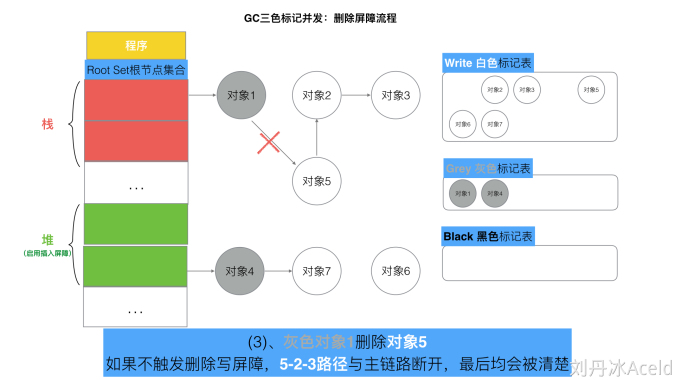 GC三色标记并发：删除屏障流程
程序
Root Set根节点集合
栈
...
堆
(启用插入屏障)
...
对象1
对象2
对象3
对象5
对象4
对象7
对象6
Write 白色标记表
对象2
对象3
对象5
对象6
对象7
Grey 灰色标记表
对象1
对象4
Black 黑色标记表
(3)、灰色对象1删除对象5
如果不触发删除写屏障，5-2-3路径与主链路断开，最后均会被清楚
刘丹冰Aceld